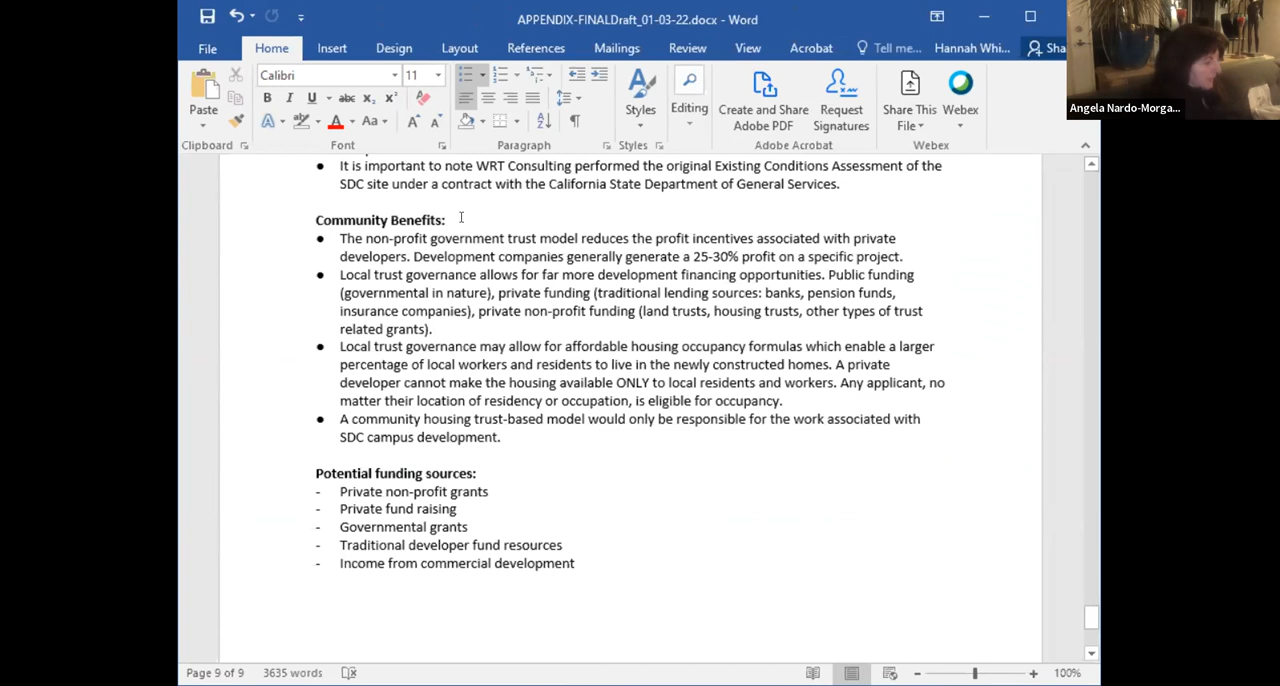 APPENDIX-FINALDraft_01-03-22.docx - Word
File Home Insert Design Layout References Mailings Review View Acrobat Tell me... Hannah Whi... Sha
Angela Nardo-Morga...
Calibri 11
Paste
B I U abc x₂ x²
A A Aa A A
Styles
Editing
Create and Share
Adobe PDF
Request
Signatures
Share This
File
Webex
Clipboard Font Paragraph Styles Adobe Acrobat Webex
● It is important to note WRT Consulting performed the original Existing Conditions Assessment of the
SDC site under a contract with the California State Department of General Services.
Community Benefits:
● The non-profit government trust model reduces the profit incentives associated with private
developers. Development companies generally generate a 25-30% profit on a specific project.
● Local trust governance allows for far more development financing opportunities. Public funding
(governmental in nature), private funding (traditional lending sources: banks, pension funds,
insurance companies), private non-profit funding (land trusts, housing trusts, other types of trust
related grants).
● Local trust governance may allow for affordable housing occupancy formulas which enable a larger
percentage of local workers and residents to live in the newly constructed homes. A private
developer cannot make the housing available ONLY to local residents and workers. Any applicant, no
matter their location of residency or occupation, is eligible for occupancy.
● A community housing trust-based model would only be responsible for the work associated with
SDC campus development.
Potential funding sources:
- Private non-profit grants
- Private fund raising
- Governmental grants
- Traditional developer fund resources
- Income from commercial development
Page 9 of 9 3635 words 100%